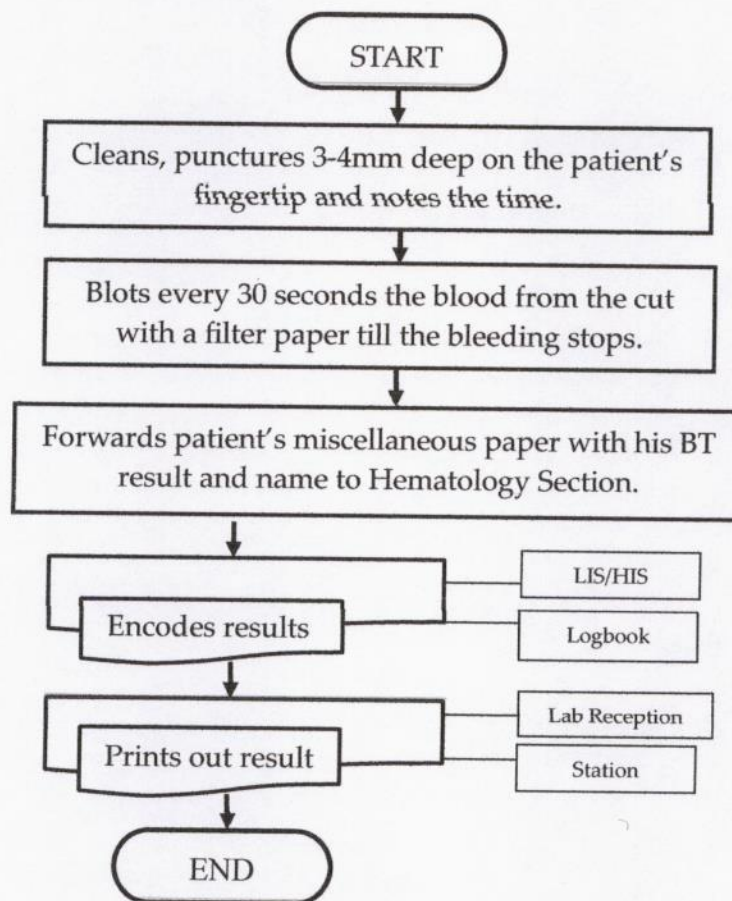 START
Cleans, punctures 3-4mm deep on the patient's
fingertip and notes the time.
Blots every 30 seconds the blood from the cut
with a filter paper till the bleeding stops.
Forwards patient's miscellaneous paper with his BT
result and name to Hematology Section.
LIS/HIS
Encodes results
Logbook
Lab Reception
Prints out result
Station
END